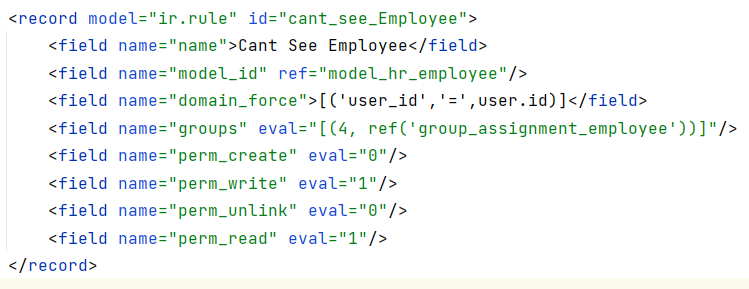 <record model="ir.rule" id="cant_see_Employee">
<field name="name">Cant See Employee</field>
<field name="model_id" ref="model_hr_employee"/>
<field name="domain_force">[('user_id','=',user.id)]</field>
<field name="groups" eval="[(4, ref('group_assignment_employee'))]"/>
<field name="perm_create" eval="0"/>
<field name="perm_write" eval="1"/>
<field name="perm_unlink" eval="0"/>
<field name="perm_read" eval="1"/>
</record>